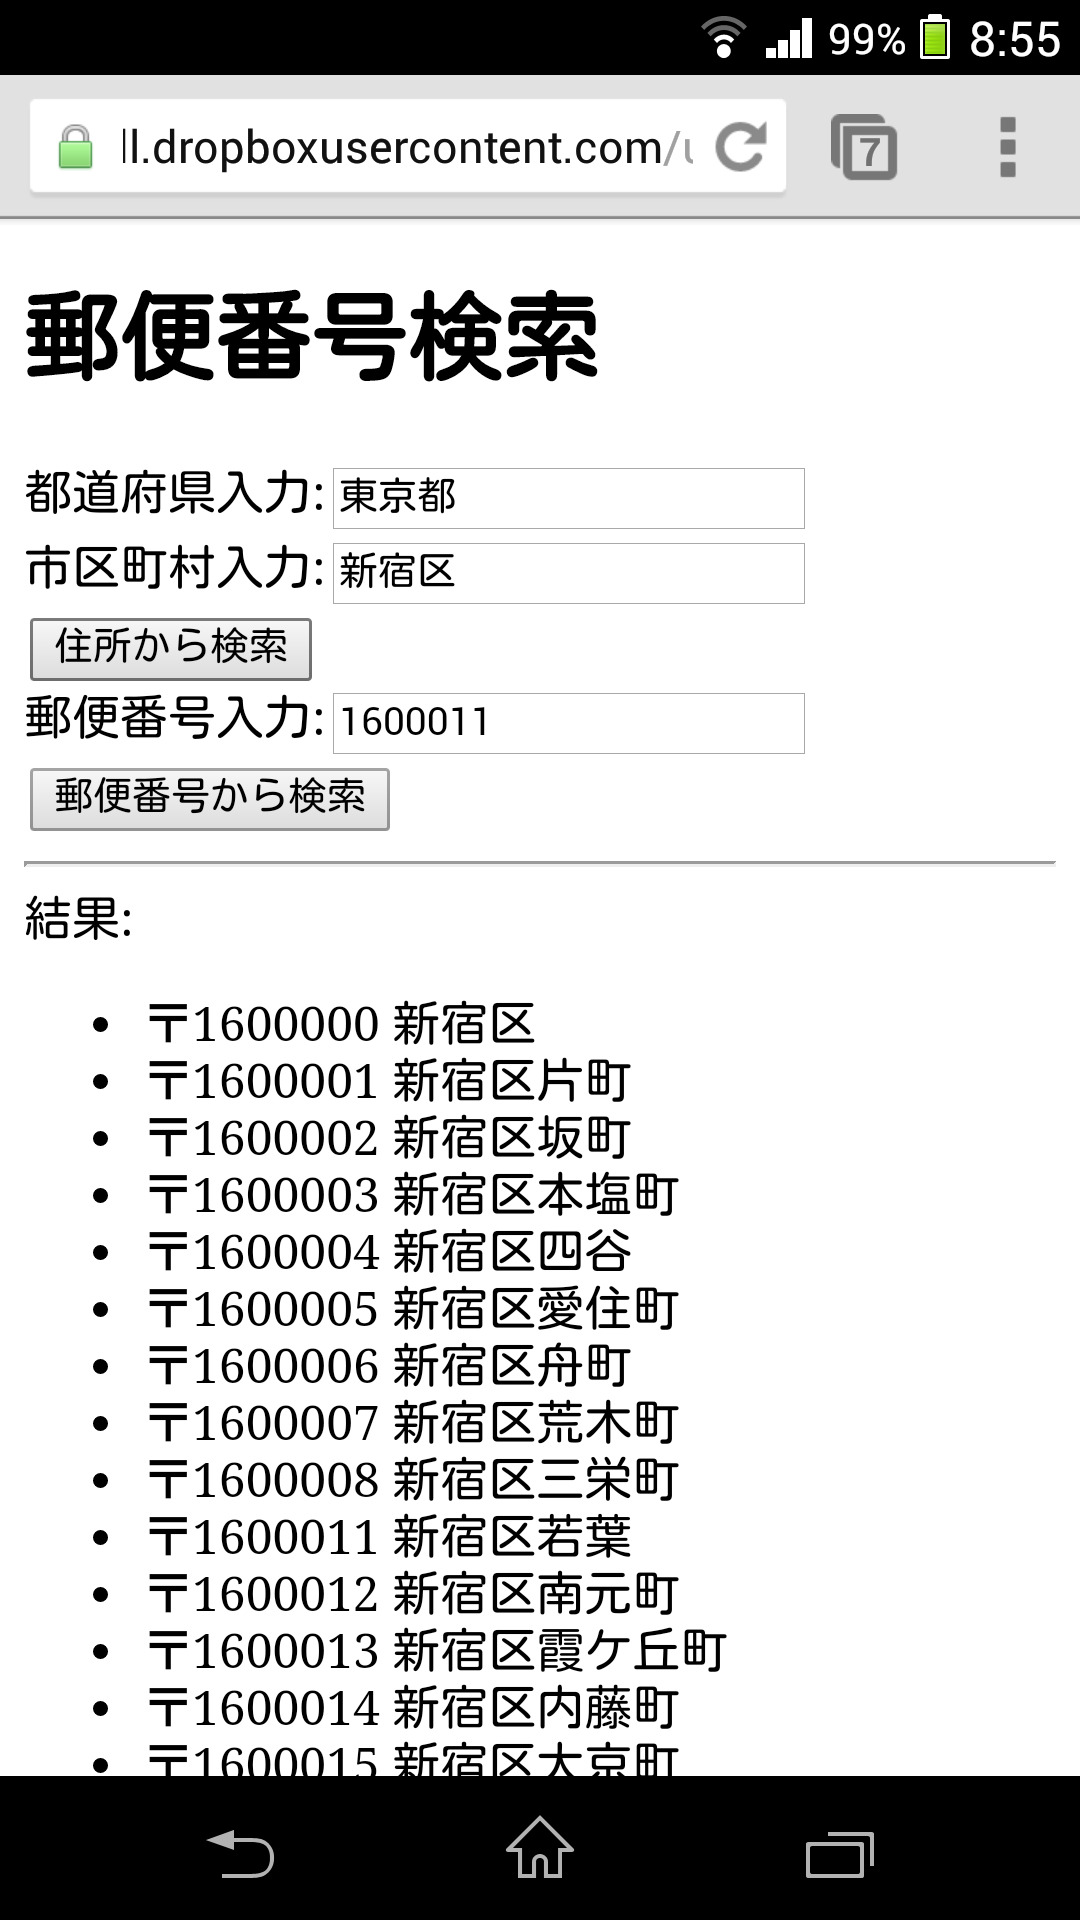 99% 8:55
ll.dropboxusercontent.com/u 7
郵便番号検索
都道府県入力: 東京都
市区町村入力: 新宿区
住所から検索
郵便番号入力: 1600011
郵便番号から検索
結果:
• 〒1600000 新宿区
• 〒1600001 新宿区片町
• 〒1600002 新宿区坂町
• 〒1600003 新宿区本塩町
• 〒1600004 新宿区四谷
• 〒1600005 新宿区愛住町
• 〒1600006 新宿区舟町
• 〒1600007 新宿区荒木町
• 〒1600008 新宿区三栄町
• 〒1600011 新宿区若葉
• 〒1600012 新宿区南元町
• 〒1600013 新宿区霞ケ丘町
• 〒1600014 新宿区内藤町
• 〒1600015 新宿区大京町